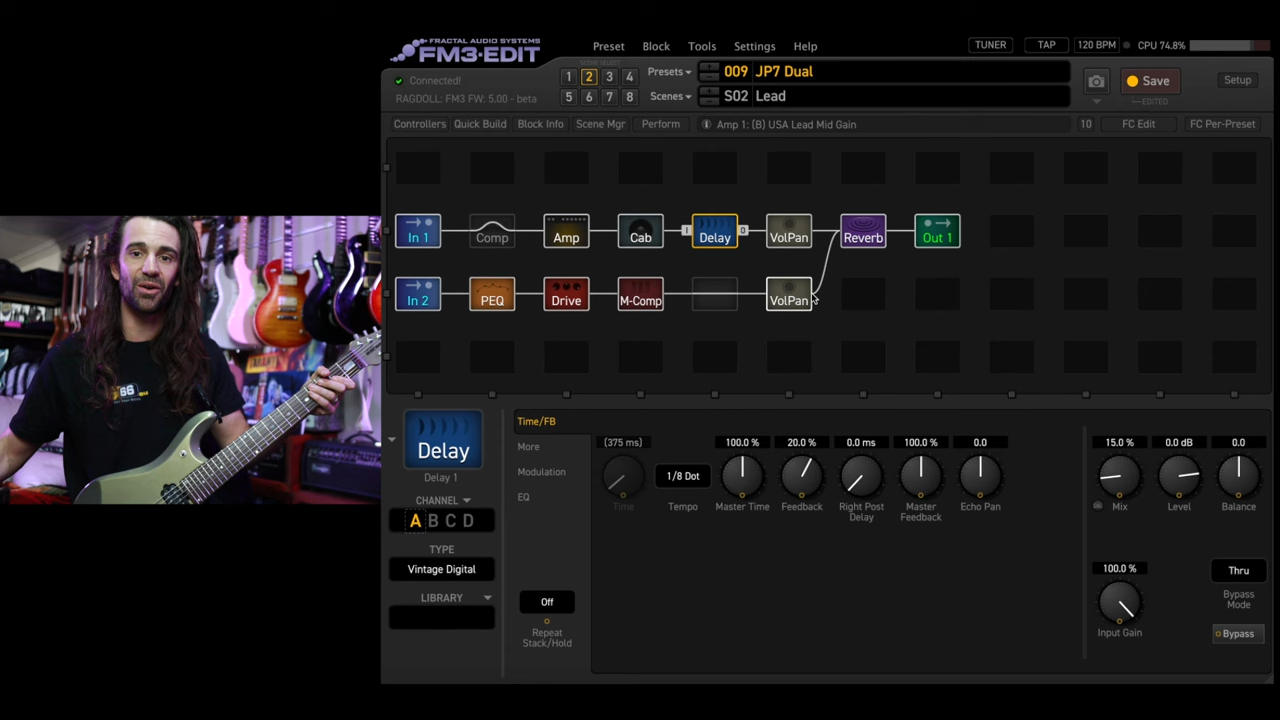 FRACTAL AUDIO SYSTEMS
FM3-EDIT
Preset Block Tools Settings Help
TUNER TAP 120 BPM CPU 74.8%
Connected!
RAGDOLL: FM3 FW: 5.00 - beta
SCENE SELECT
1 2 3 4
5 6 7 8
Presets 009 JP7 Dual
Scenes S02 Lead
Save
EDITED
Setup
Controllers Quick Build Block Info Scene Mgr Perform Amp 1: (B) USA Lead Mid Gain 10 FC Edit FC Per-Preset
In 1 Comp Amp Cab I Delay O VolPan Reverb Out 1
In 2 PEQ Drive M-Comp VolPan
66
Delay
Delay 1
CHANNEL
A B C D
TYPE
Vintage Digital
LIBRARY
Time/FB
More
Modulation
EQ
Off
Repeat
Stack/Hold
(375 ms) 100.0 % 20.0 % 0.0 ms 100.0 % 0.0
1/8 Dot
Time Tempo Master Time Feedback Right Post
Delay Master
Feedback Echo Pan
15.0 % 0.0 dB 0.0
Mix Level Balance
100.0 %
Input Gain
Thru
Bypass
Mode
Bypass